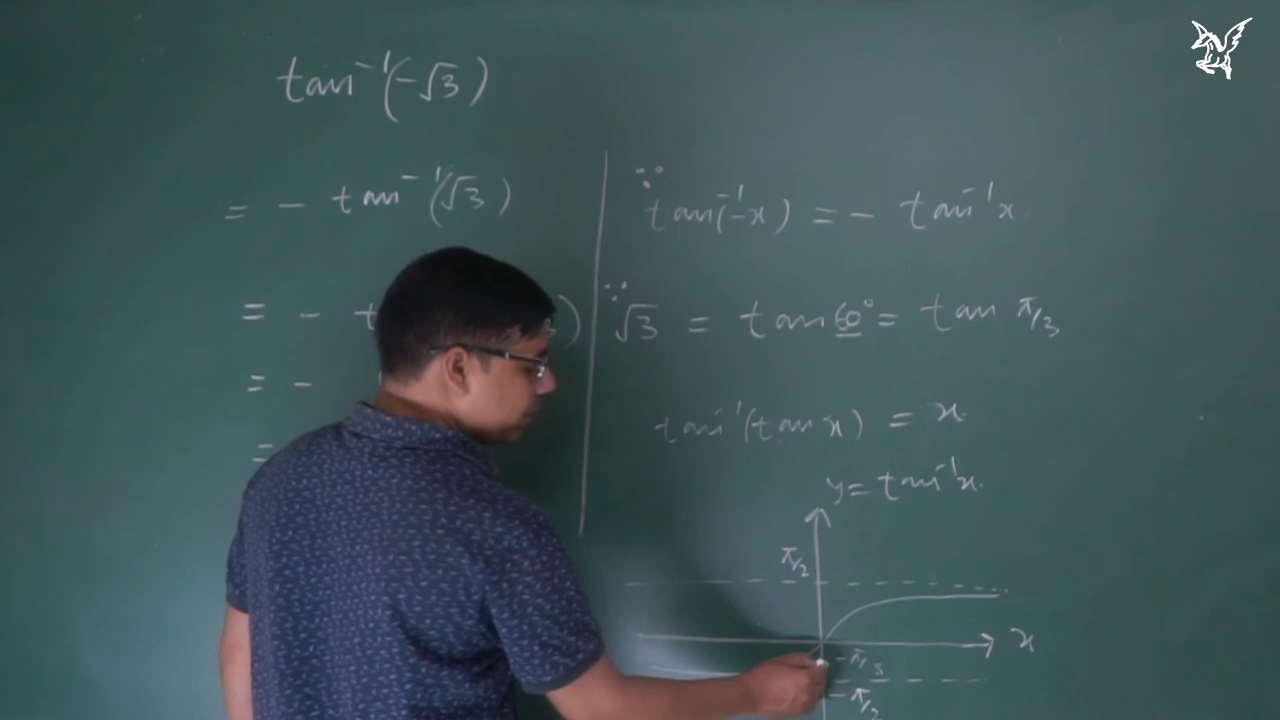 tan⁻¹(-√3)
= - tan⁻¹(√3)
= - t )
= -
=
∵ tan⁻¹(-x) = - tan⁻¹x.
∵ √3 = tan 60° = tan π/3
tan⁻¹(tan x) = x.
y = tan⁻¹x.
π/2
x
-π/3
-π/2